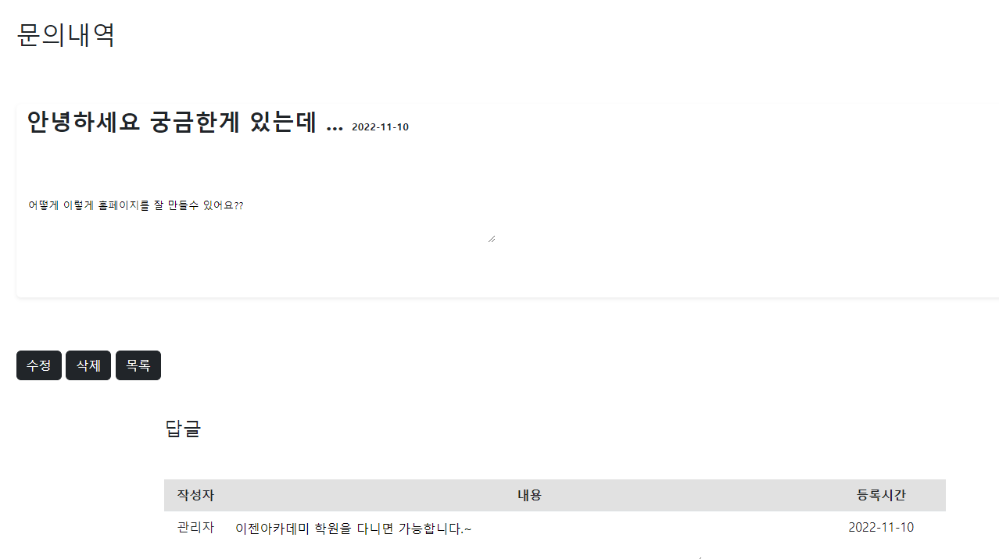 문의내역
안녕하세요 궁금한게 있는데 ... 2022-11-10
어떻게 이렇게 홈페이지를 잘 만들수 있어요??
수정 삭제 목록
답글
작성자 내용 등록시간
관리자 이젠아카데미 학원을 다니면 가능합니다.~ 2022-11-10